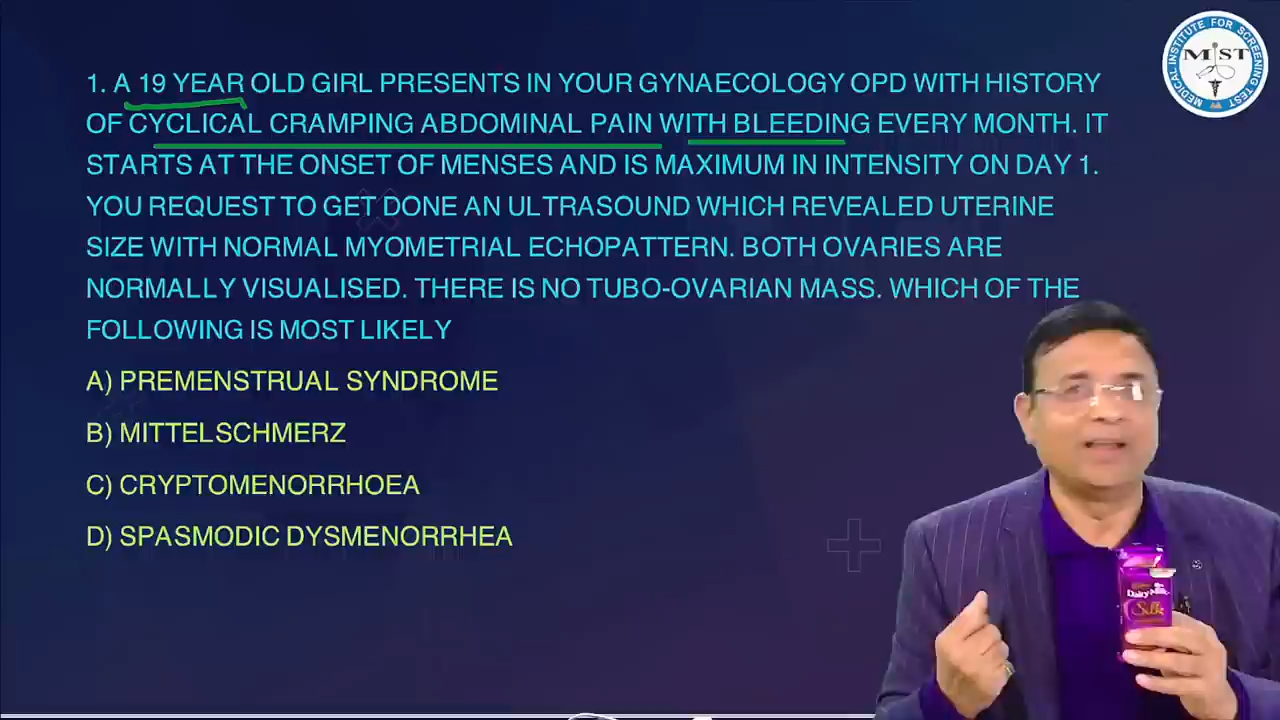 1. A 19 YEAR OLD GIRL PRESENTS IN YOUR GYNAECOLOGY OPD WITH HISTORY
OF CYCLICAL CRAMPING ABDOMINAL PAIN WITH BLEEDING EVERY MONTH. IT
STARTS AT THE ONSET OF MENSES AND IS MAXIMUM IN INTENSITY ON DAY 1.
YOU REQUEST TO GET DONE AN ULTRASOUND WHICH REVEALED UTERINE
SIZE WITH NORMAL MYOMETRIAL ECHOPATTERN. BOTH OVARIES ARE
NORMALLY VISUALISED. THERE IS NO TUBO-OVARIAN MASS. WHICH OF THE
FOLLOWING IS MOST LIKELY
A) PREMENSTRUAL SYNDROME
B) MITTELSCHMERZ
C) CRYPTOMENORRHOEA
D) SPASMODIC DYSMENORRHEA
MEDICAL INSTITUTE FOR SCREENING TEST
MIST
Dairy Milk
Silk